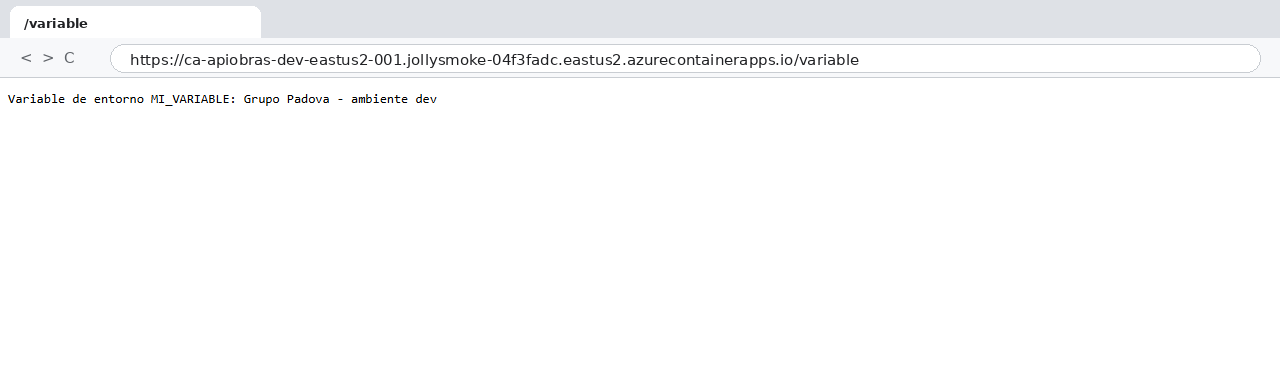 /variable
< > C
https://ca-apiobras-dev-eastus2-001.jollysmoke-04f3fadc.eastus2.azurecontainerapps.io/variable
Variable de entorno MI_VARIABLE: Grupo Padova - ambiente dev